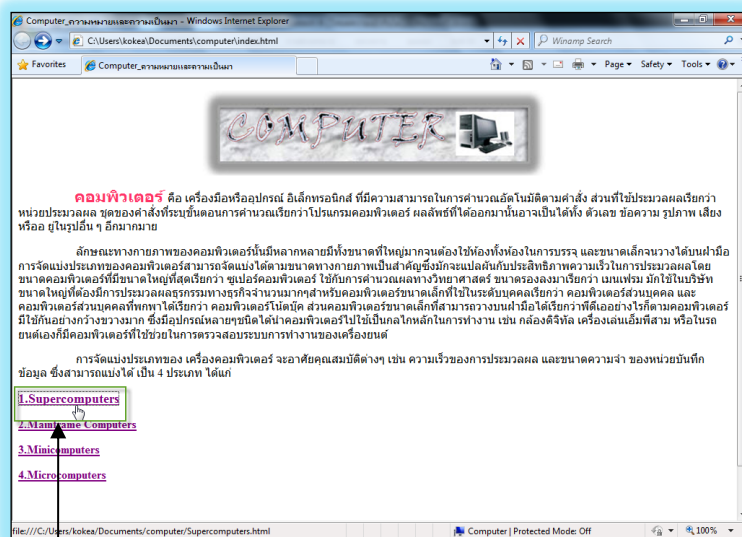 Computer_ความหมายและความเป็นมา - Windows Internet Explorer
C:\Users\kokea\Documents\computer\index.html
Winamp Search
Favorites
Computer_ความหมายและความเป็นมา
Page
Safety
Tools
COMPUTER
คอมพิวเตอร์ คือ เครื่องมือหรืออุปกรณ์ อิเล็กทรอนิกส์ ที่มีความสามารถในการคำนวณอัตโนมัติตามคำสั่ง ส่วนที่ใช้ประมวลผลเรียกว่า
หน่วยประมวลผล ชุดของคำสั่งที่ระบุขั้นตอนการคำนวณเรียกว่าโปรแกรมคอมพิวเตอร์ ผลลัพธ์ที่ได้ออกมานั้นอาจเป็นได้ทั้ง ตัวเลข ข้อความ รูปภาพ เสียง
หรืออ ยู่ในรูปอื่น ๆ อีกมากมาย
ลักษณะทางกายภาพของคอมพิวเตอร์นั้นมีหลากหลายมีทั้งขนาดที่ใหญ่มากจนต้องใช้ห้องทั้งห้องในการบรรจุ และขนาดเล็กจนวางได้บนฝ่ามือ
การจัดแบ่งประเภทของคอมพิวเตอร์สามารถจัดแบ่งได้ตามขนาดทางกายภาพเป็นสำคัญซึ่งมักจะแปลผันกับประสิทธิภาพความเร็วในการประมวลผลโดย
ขนาดคอมพิวเตอร์ที่มีขนาดใหญ่ที่สุดเรียกว่า ซูเปอร์คอมพิวเตอร์ ใช้กับการคำนวณผลทางวิทยาศาสตร์ ขนาดรองลงมาเรียกว่า เมนเฟรม มักใช้ในบริษัท
ขนาดใหญ่ที่ต้องมีการประมวลผลธุรกรรมทางธุรกิจจำนวนมากๆสำหรับคอมพิวเตอร์ขนาดเล็กที่ใช้ในระดับบุคคลเรียกว่า คอมพิวเตอร์ส่วนบุคคล และ
คอมพิวเตอร์ส่วนบุคคลที่พกพาได้เรียกว่า คอมพิวเตอร์โน้ตบุ๊ค ส่วนคอมพิวเตอร์ขนาดเล็กที่สามารถวางบนฝ่ามือได้เรียกว่าพีดีเออย่างไรก็ตามคอมพิวเตอร์
มีใช้กันอย่างกว้างขวางมาก ซึ่งมีอุปกรณ์หลายๆชนิดได้นำคอมพิวเตอร์ไปใช้เป็นกลไกหลักในการทำงาน เช่น กล้องดิจิทัล เครื่องเล่นเอ็มพีสาม หรือในรถ
ยนต์เองก็มีคอมพิวเตอร์ที่ใช้ช่วยในการตรวจสอบระบบการทำงานของเครื่องยนต์
การจัดแบ่งประเภทของ เครื่องคอมพิวเตอร์ จะอาศัยคุณสมบัติต่างๆ เช่น ความเร็วของการประมวลผล และขนาดความจำ ของหน่วยบันทึก
ข้อมูล ซึ่งสามารถแบ่งได้ เป็น 4 ประเภท ได้แก่
1.Supercomputers
2.Mainframe Computers
3.Minicomputers
4.Microcomputers
file:///C:/Users/kokea/Documents/computer/Supercomputers.html
Computer | Protected Mode: Off
100%